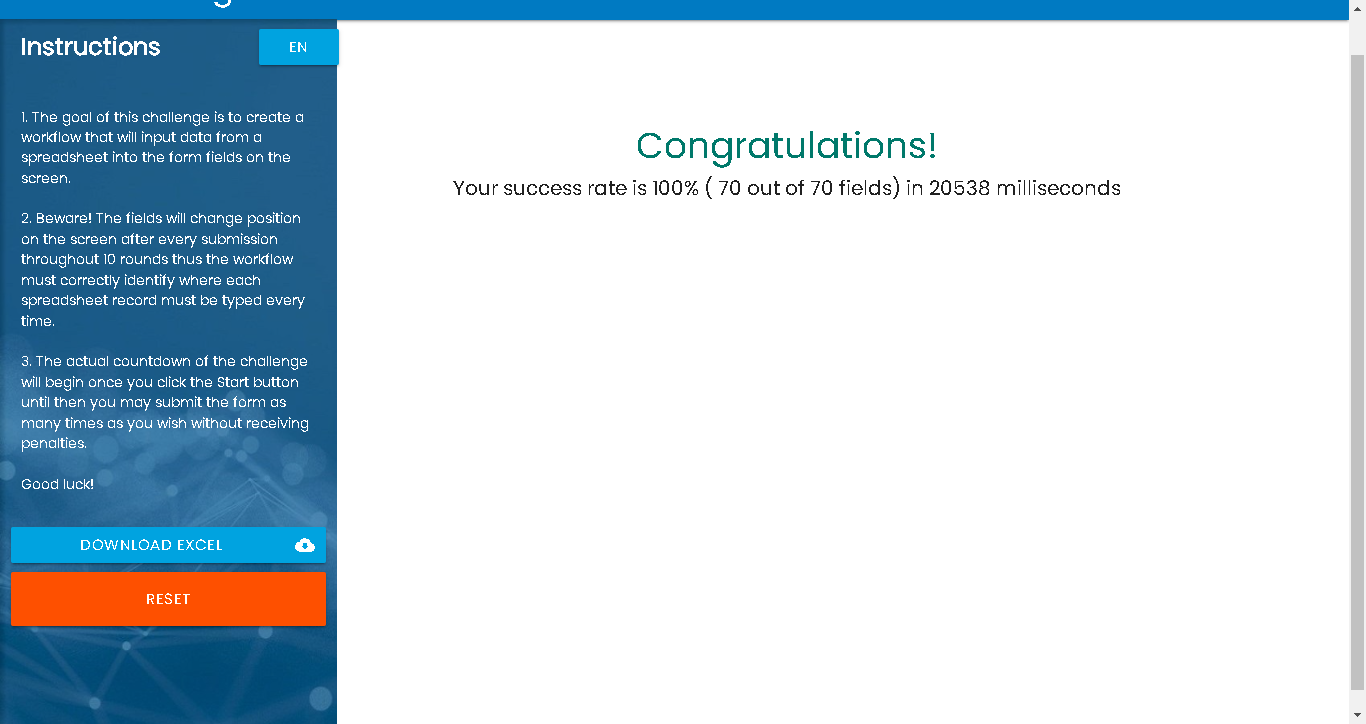 Instructions
EN
1. The goal of this challenge is to create a
workflow that will input data from a
spreadsheet into the form fields on the
screen.
2. Beware! The fields will change position
on the screen after every submission
throughout 10 rounds thus the workflow
must correctly identify where each
spreadsheet record must be typed every
time.
3. The actual countdown of the challenge
will begin once you click the Start button
until then you may submit the form as
many times as you wish without receiving
penalties.
Good luck!
DOWNLOAD EXCEL
RESET
Congratulations!
Your success rate is 100% ( 70 out of 70 fields) in 20538 milliseconds